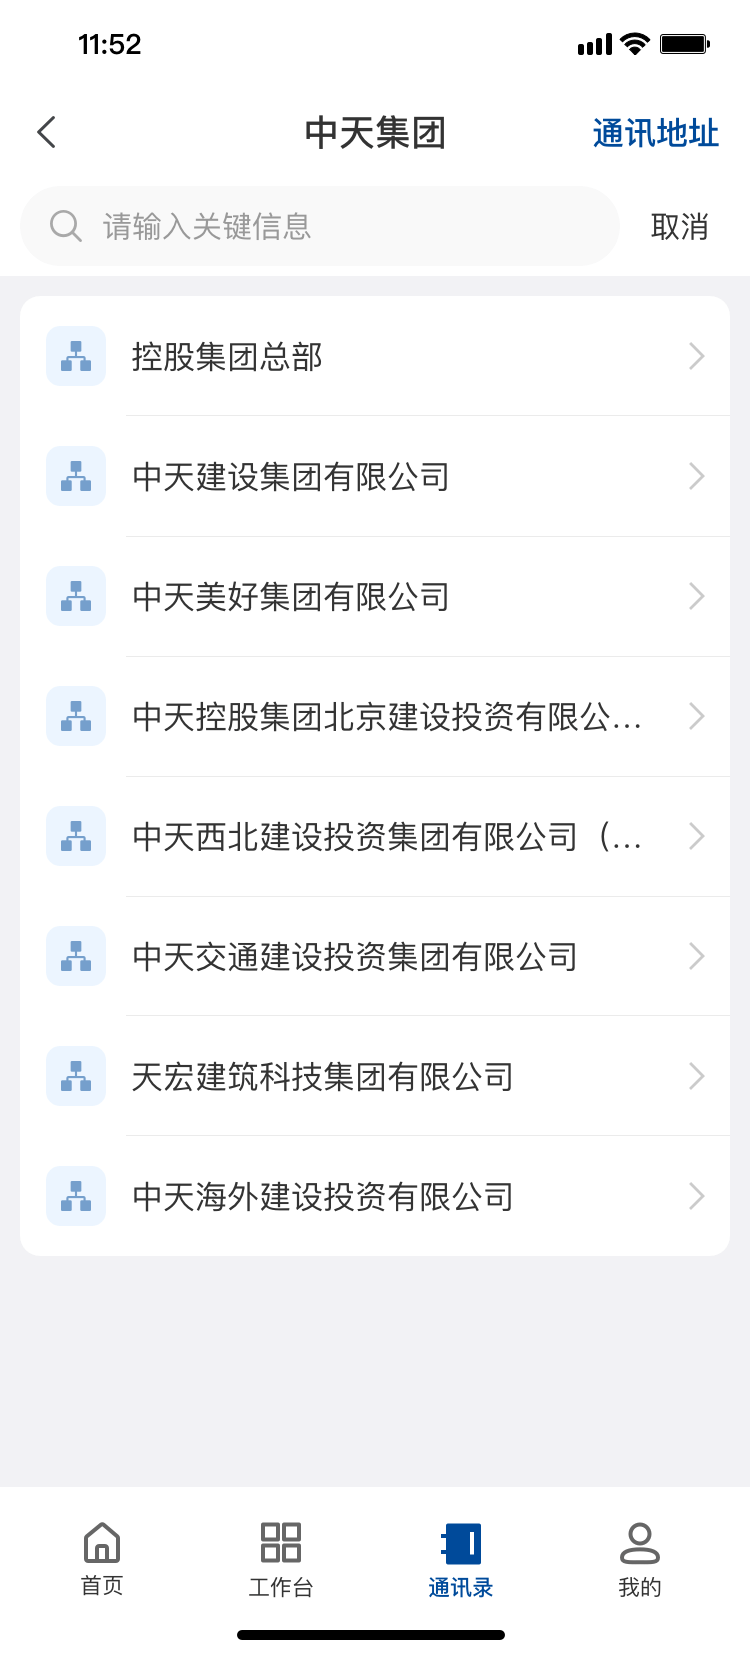 11:52
中天集团
通讯地址
请输入关键信息
取消
控股集团总部
中天建设集团有限公司
中天美好集团有限公司
中天控股集团北京建设投资有限公...
中天西北建设投资集团有限公司（...
中天交通建设投资集团有限公司
天宏建筑科技集团有限公司
中天海外建设投资有限公司
首页
工作台
通讯录
我的